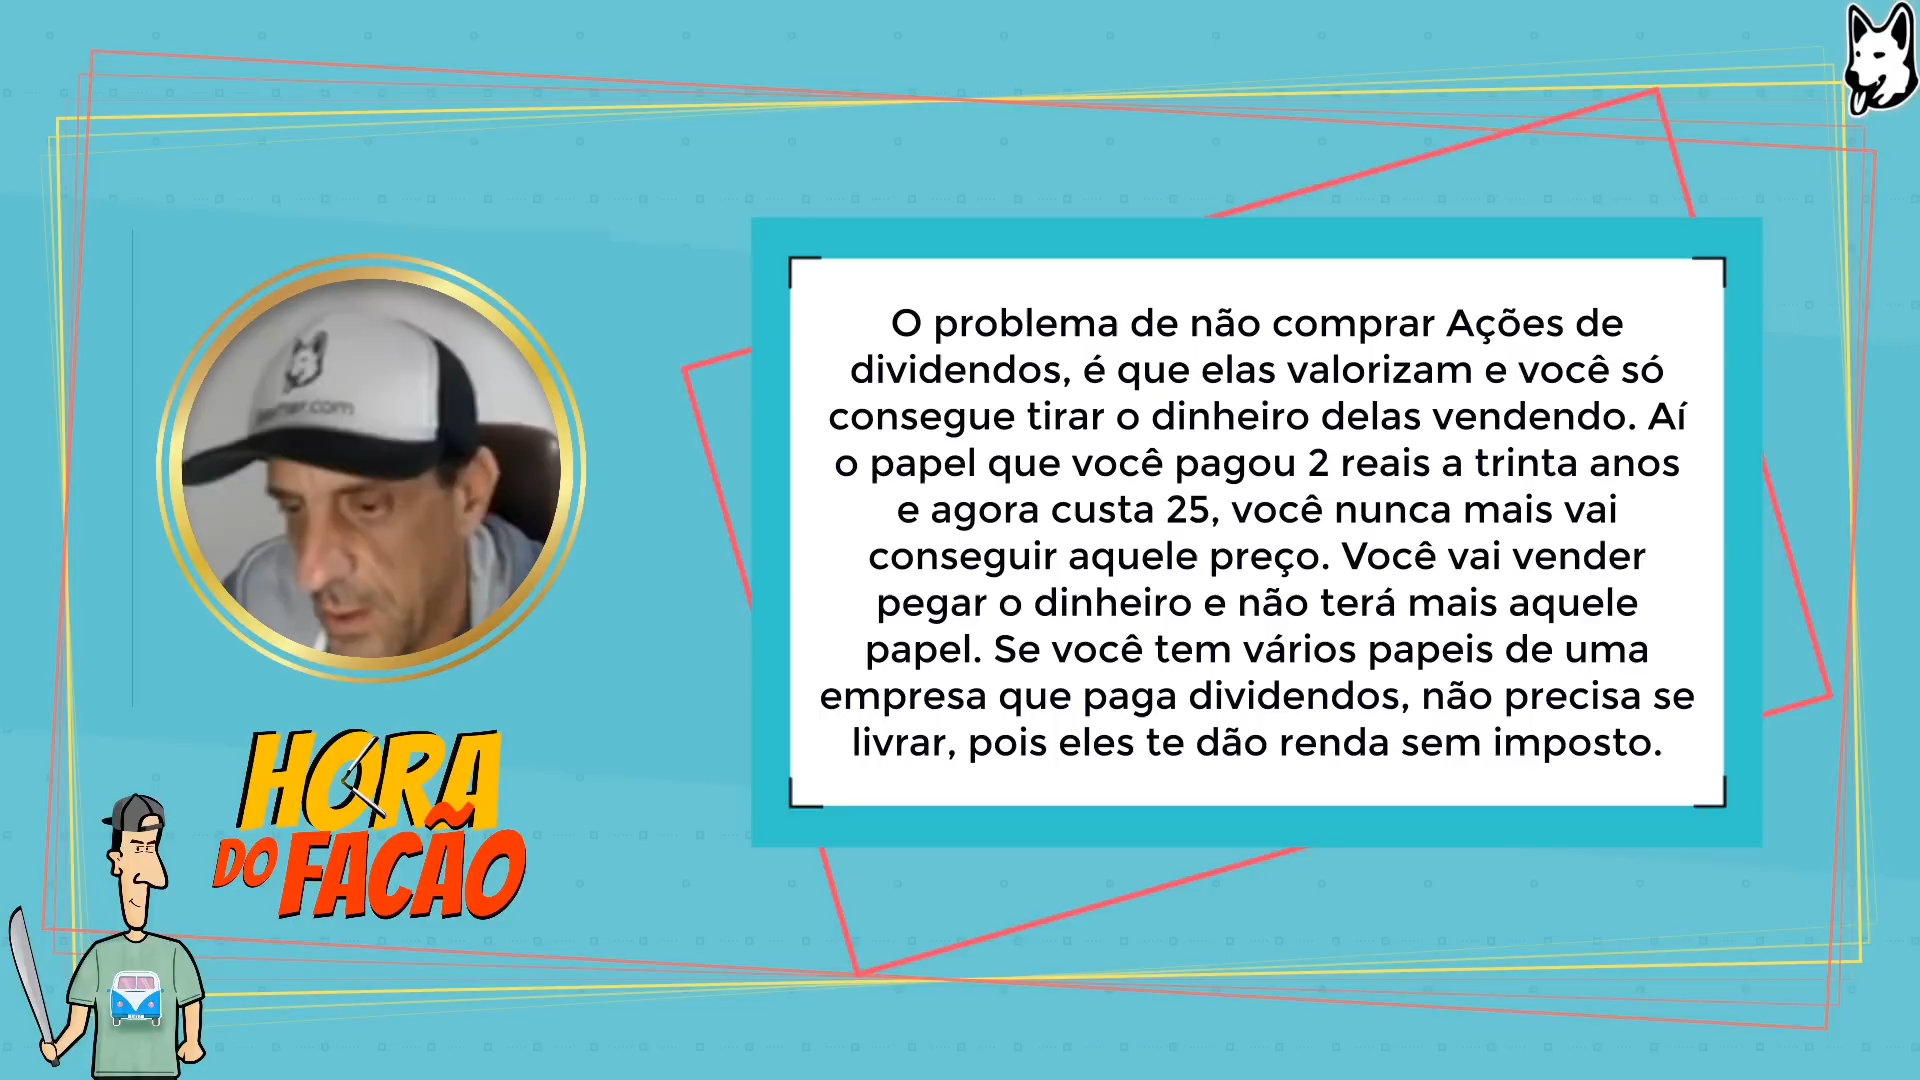 O problema de não comprar Ações de
dividendos, é que elas valorizam e você só
consegue tirar o dinheiro delas vendendo. Aí
o papel que você pagou 2 reais a trinta anos
e agora custa 25, você nunca mais vai
conseguir aquele preço. Você vai vender
pegar o dinheiro e não terá mais aquele
papel. Se você tem vários papeis de uma
empresa que paga dividendos, não precisa se
livrar, pois eles te dão renda sem imposto.
HORA
DO FACÃO